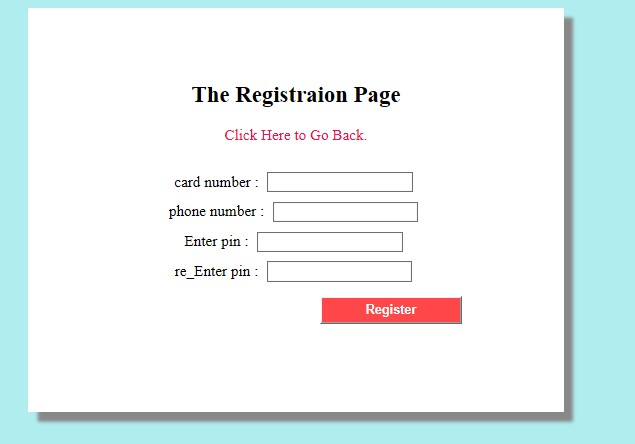 The Registraion Page
Click Here to Go Back.
card number :
phone number :
Enter pin :
re_Enter pin :
Register